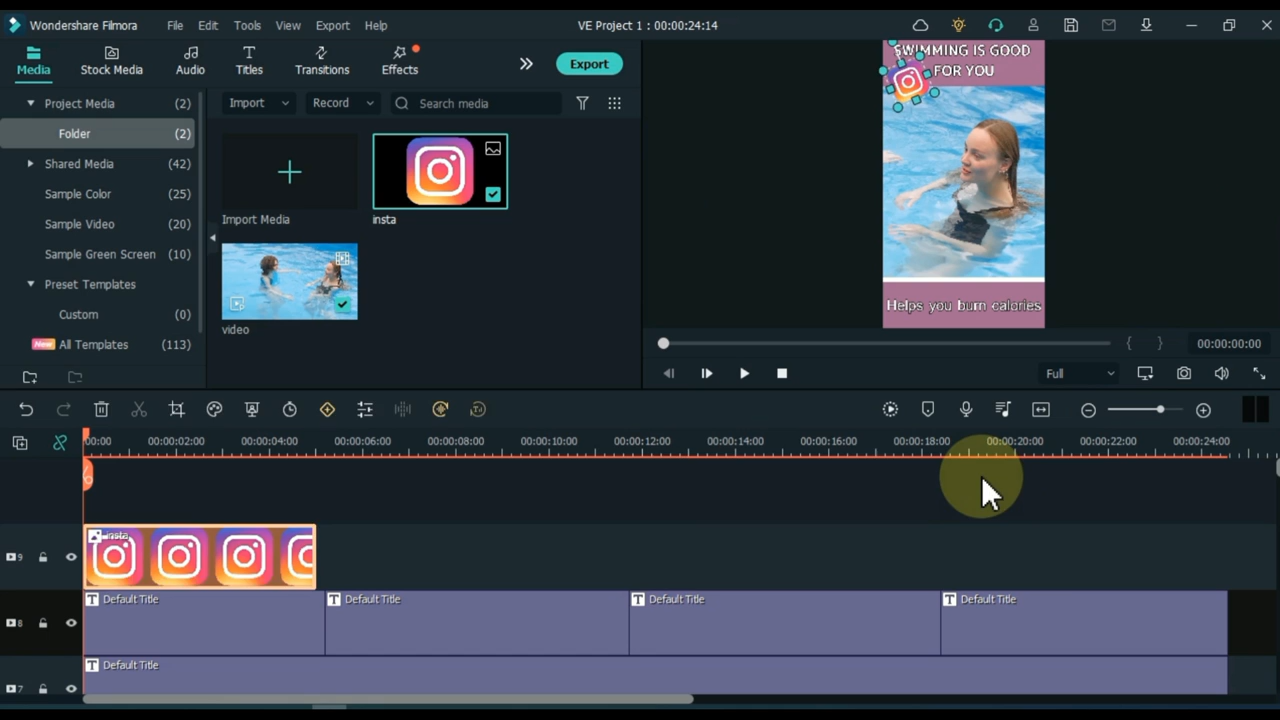 Wondershare Filmora
File
Edit
Tools
View
Export
Help
VE Project 1 : 00:00:24:14
Media
Stock Media
Audio
Titles
Transitions
Effects
Export
Project Media
(2)
Import
Record
Search media
Folder
(2)
Shared Media
(42)
Sample Color
(25)
Sample Video
(20)
Sample Green Screen
(10)
Preset Templates
Custom
(0)
New
All Templates
(113)
Import Media
insta
video
SWIMMING IS GOOD
FOR YOU
Helps you burn calories
{ }
00:00:00:00
Full
00:00
00:00:02:00
00:00:04:00
00:00:06:00
00:00:08:00
00:00:10:00
00:00:12:00
00:00:14:00
00:00:16:00
00:00:18:00
00:00:20:00
00:00:22:00
00:00:24:00
insta
9
Default Title
Default Title
Default Title
Default Title
8
Default Title
7